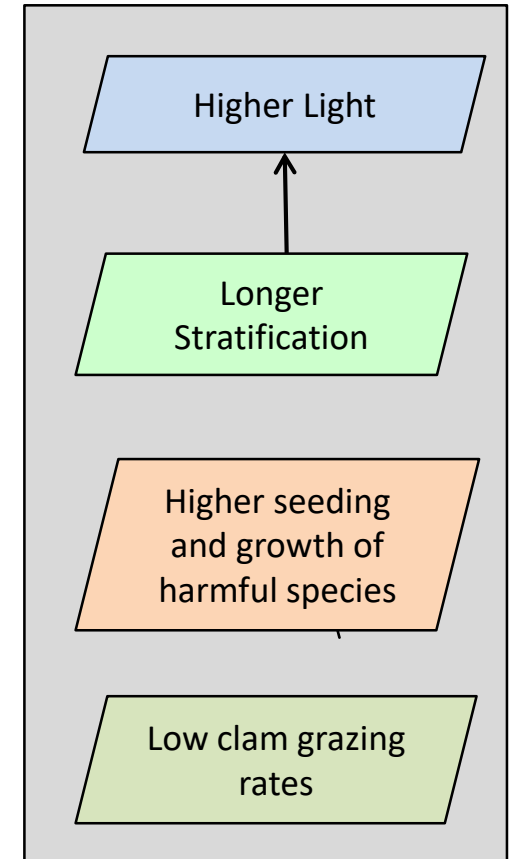 Higher Light
Longer
Stratification
Higher seeding
and growth of
harmful species
Low clam grazing
rates